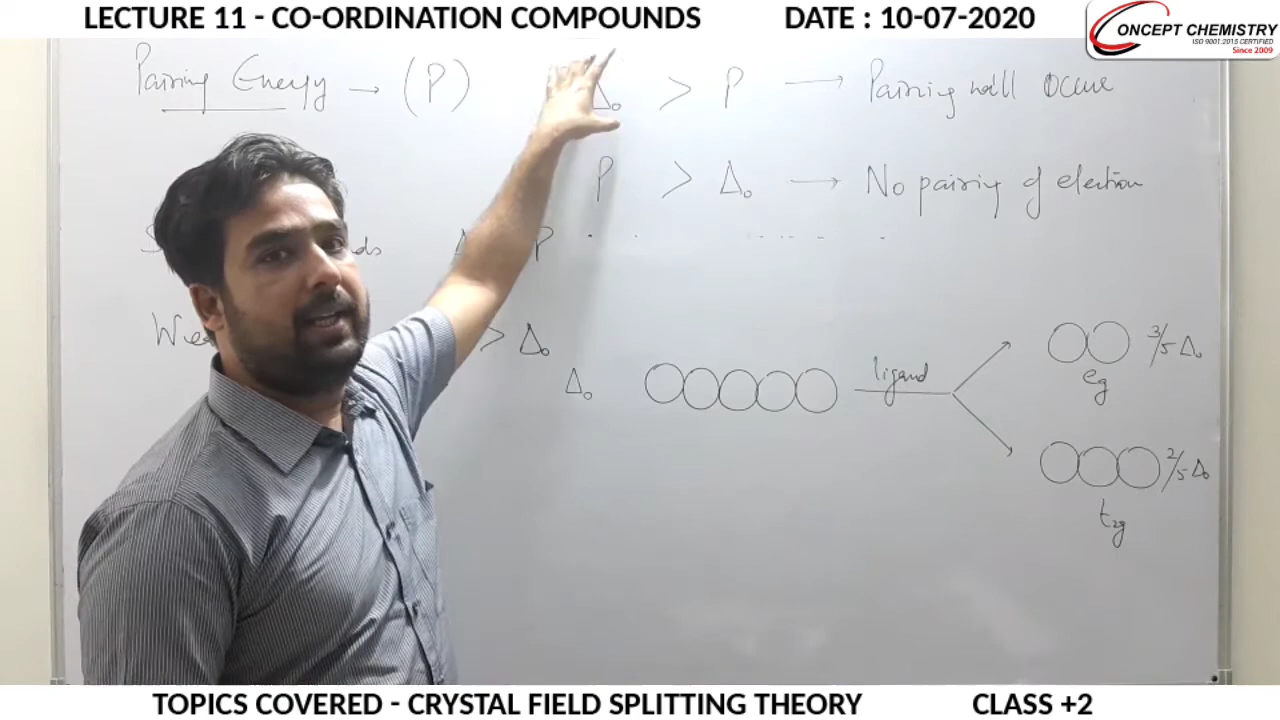 LECTURE 11 - CO-ORDINATION COMPOUNDS DATE : 10-07-2020
CONCEPT CHEMISTRY
ISO 9001:2015 CERTIFIED
Since 2009
Pairing Energy → (P) Δo > P → Pairing will occur
P > Δo → No pairing of electron
P
> Δo
Δo
ligand
3/5 Δo
eg
2/5 Δo
t2g
TOPICS COVERED - CRYSTAL FIELD SPLITTING THEORY CLASS +2